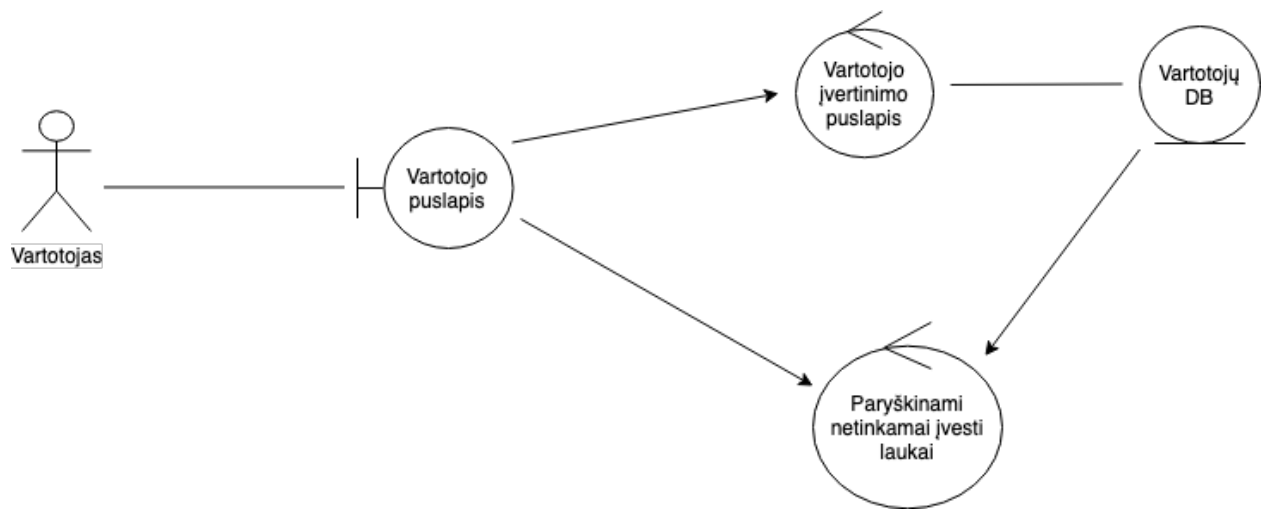 Vartotojas
Vartotojo
puslapis
Vartotojo
įvertinimo
puslapis
Vartotojų
DB
Paryškinami
netinkamai įvesti
laukai